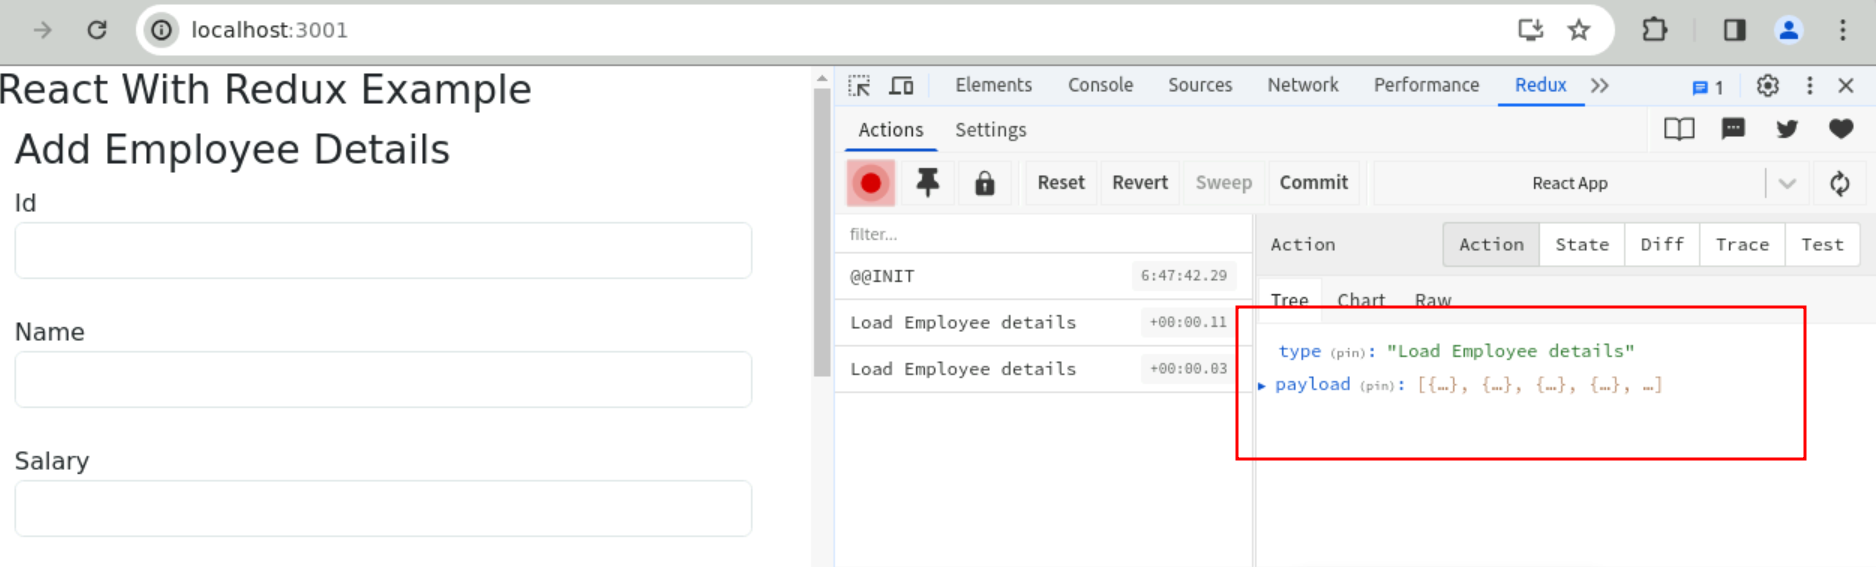 localhost:3001
React With Redux Example
Add Employee Details
Id
Name
Salary
Elements Console Sources Network Performance Redux 1
Actions Settings
Reset Revert Sweep Commit React App
filter...
@@INIT 6:47:42.29
Load Employee details +00:00.11
Load Employee details +00:00.03
Action Action State Diff Trace Test
Tree Chart Raw
type (pin): "Load Employee details"
payload (pin): [{…}, {…}, {…}, {…}, …]